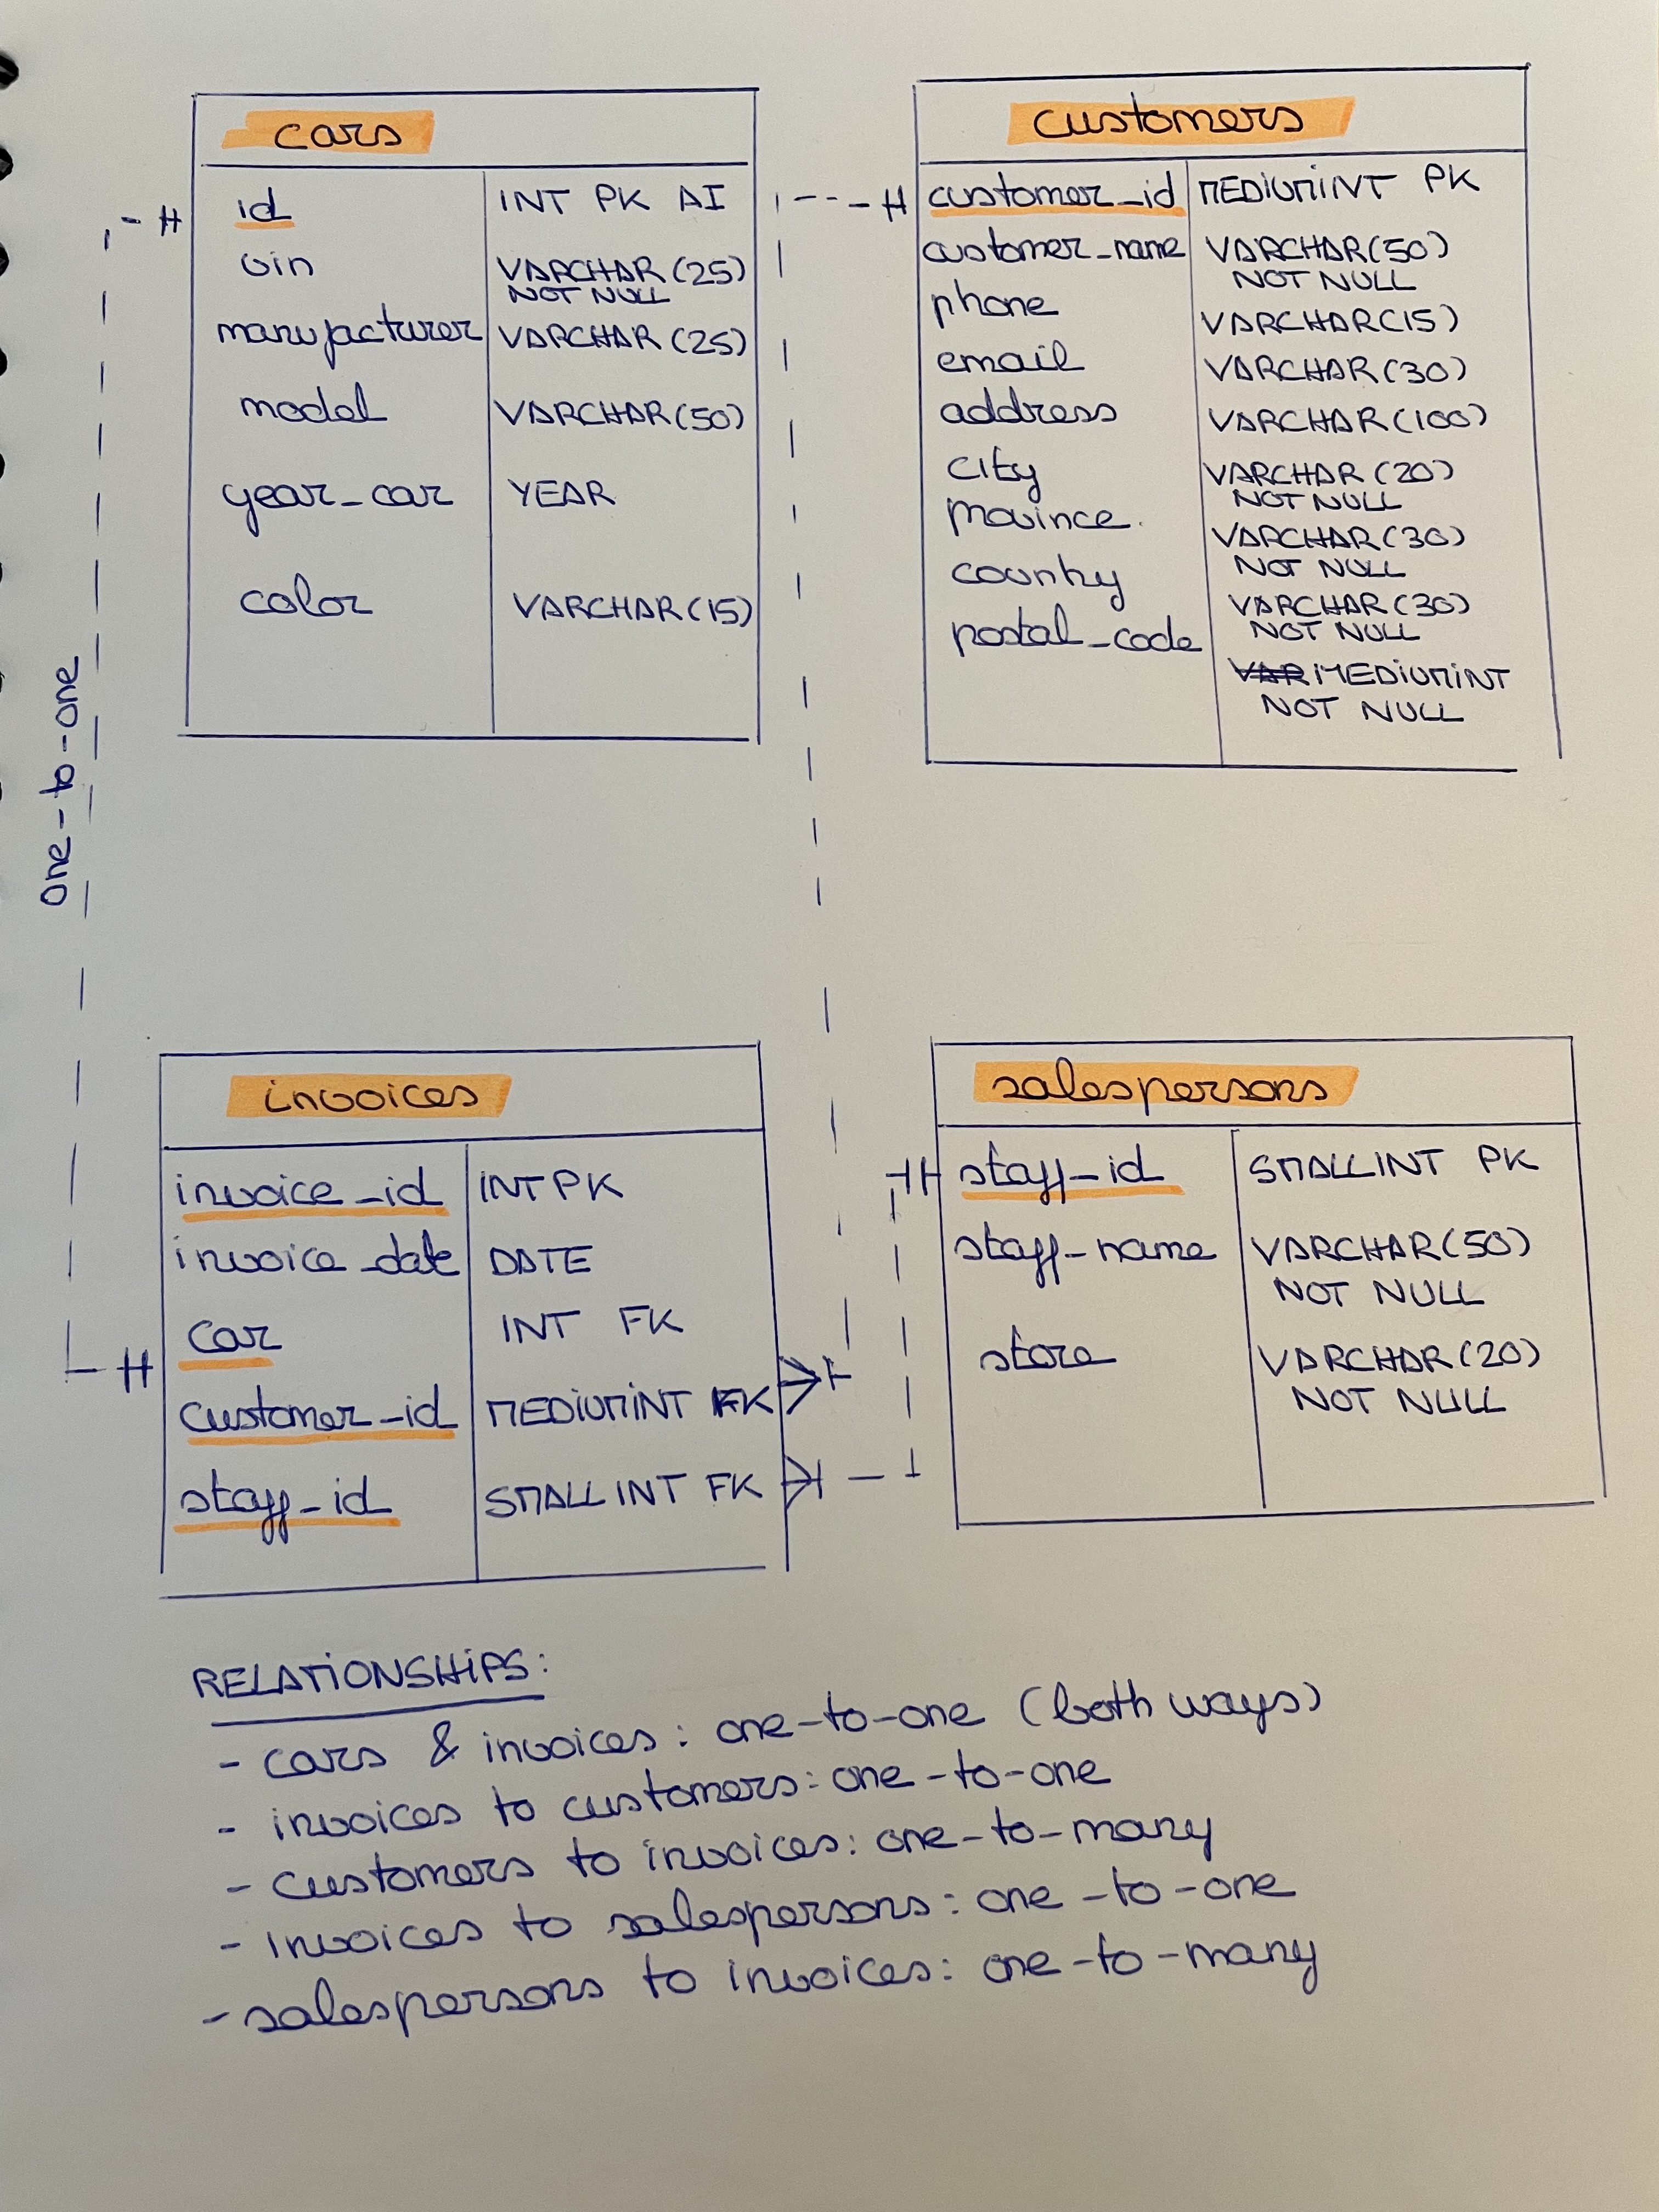 cars
id INT PK AI
vin VARCHAR (25)
NOT NULL
manufacturer VARCHAR (25)
model VARCHAR (50)
year_car YEAR
color VARCHAR (15)
customers
customer_id MEDIUMINT PK
customer_name VARCHAR (50)
NOT NULL
phone VARCHAR (15)
email VARCHAR (30)
address VARCHAR (100)
city VARCHAR (20)
NOT NULL
province VARCHAR (30)
NOT NULL
country VARCHAR (30)
NOT NULL
postal_code VAR MEDIUMINT
NOT NULL
one-to-one
invoices
invoice_id INT PK
invoice_date DATE
car INT FK
customer_id MEDIUMINT FK
staff_id SMALLINT FK
salespersons
staff_id SMALLINT PK
staff_name VARCHAR (50)
NOT NULL
store VARCHAR (20)
NOT NULL
RELATIONSHIPS:
- cars & invoices: one-to-one (both ways)
- invoices to customers: one-to-one
- customers to invoices: one-to-many
- invoices to salespersons: one-to-one
- salespersons to invoices: one-to-many